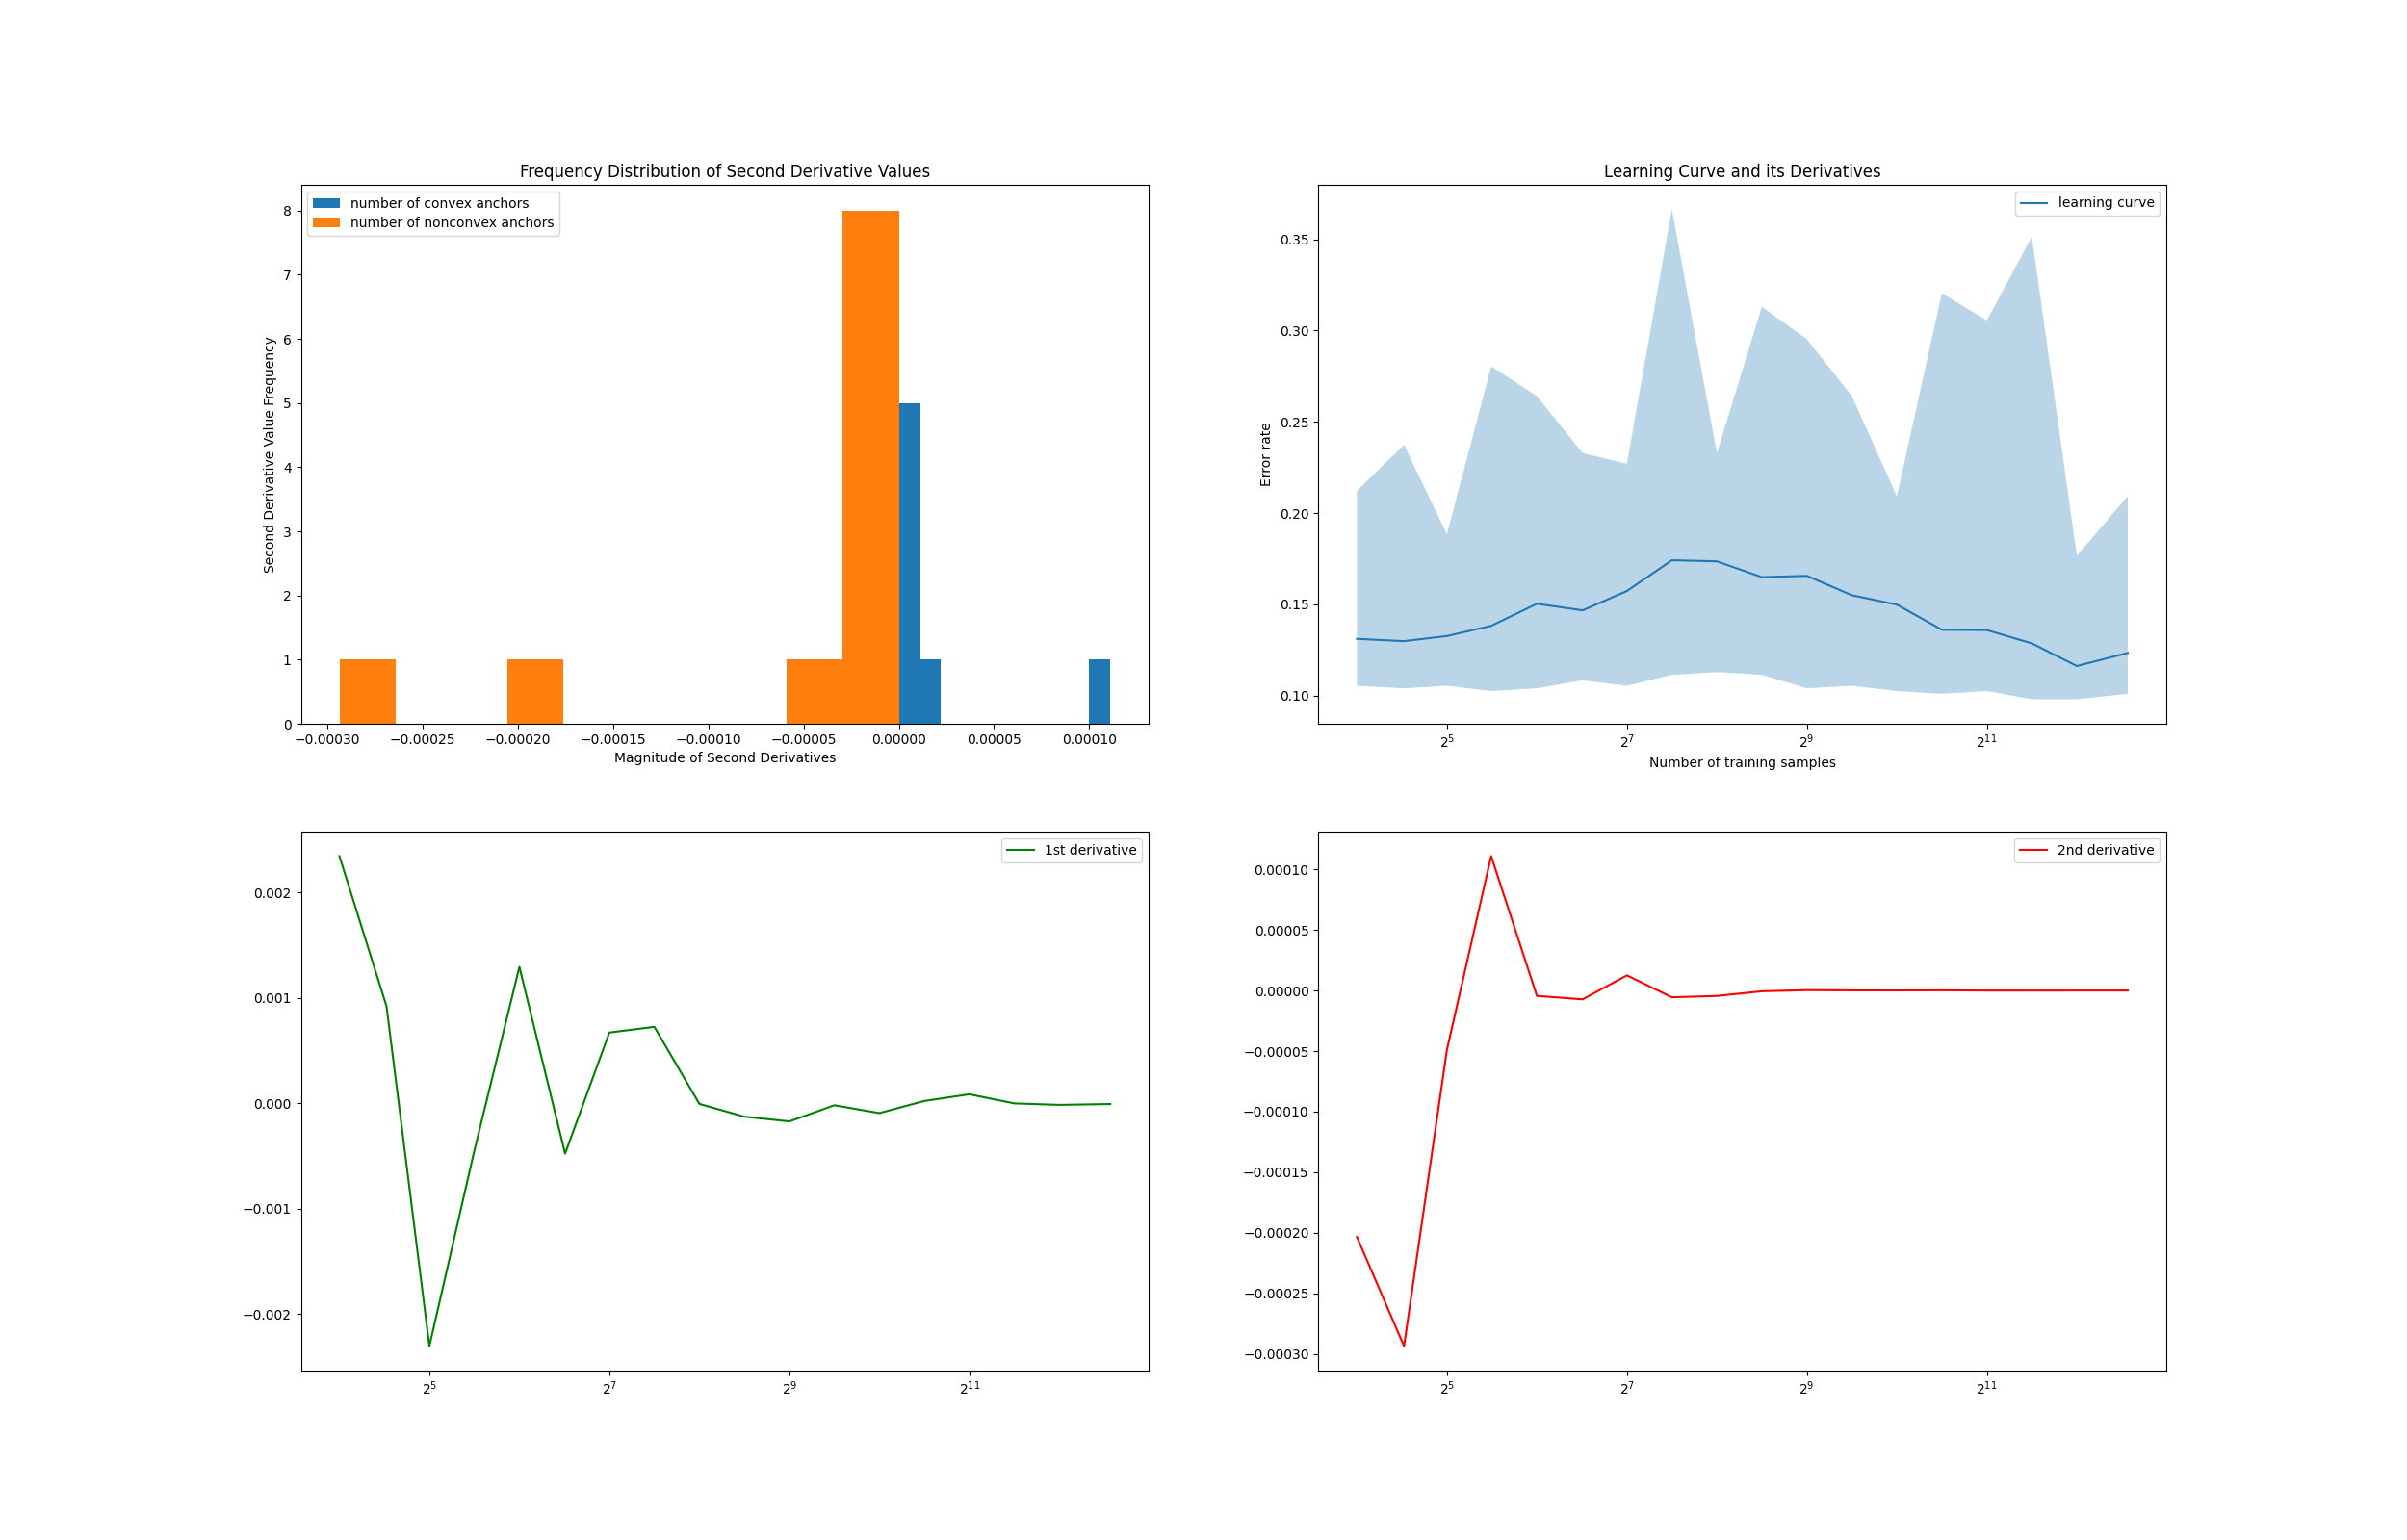 Frequency Distribution of Second Derivative Values
number of convex anchors
number of nonconvex anchors
8
7
6
5
4
3
2
1
0
Second Derivative Value Frequency
−0.00030 −0.00025 −0.00020 −0.00015 −0.00010 −0.00005 0.00000 0.00005 0.00010
Magnitude of Second Derivatives
Learning Curve and its Derivatives
learning curve
0.35
0.30
0.25
0.20
0.15
0.10
Error rate
2⁵ 2⁷ 2⁹ 2¹¹
Number of training samples
1st derivative
0.002
0.001
0.000
−0.001
−0.002
2⁵ 2⁷ 2⁹ 2¹¹
2nd derivative
0.00010
0.00005
0.00000
−0.00005
−0.00010
−0.00015
−0.00020
−0.00025
−0.00030
2⁵ 2⁷ 2⁹ 2¹¹